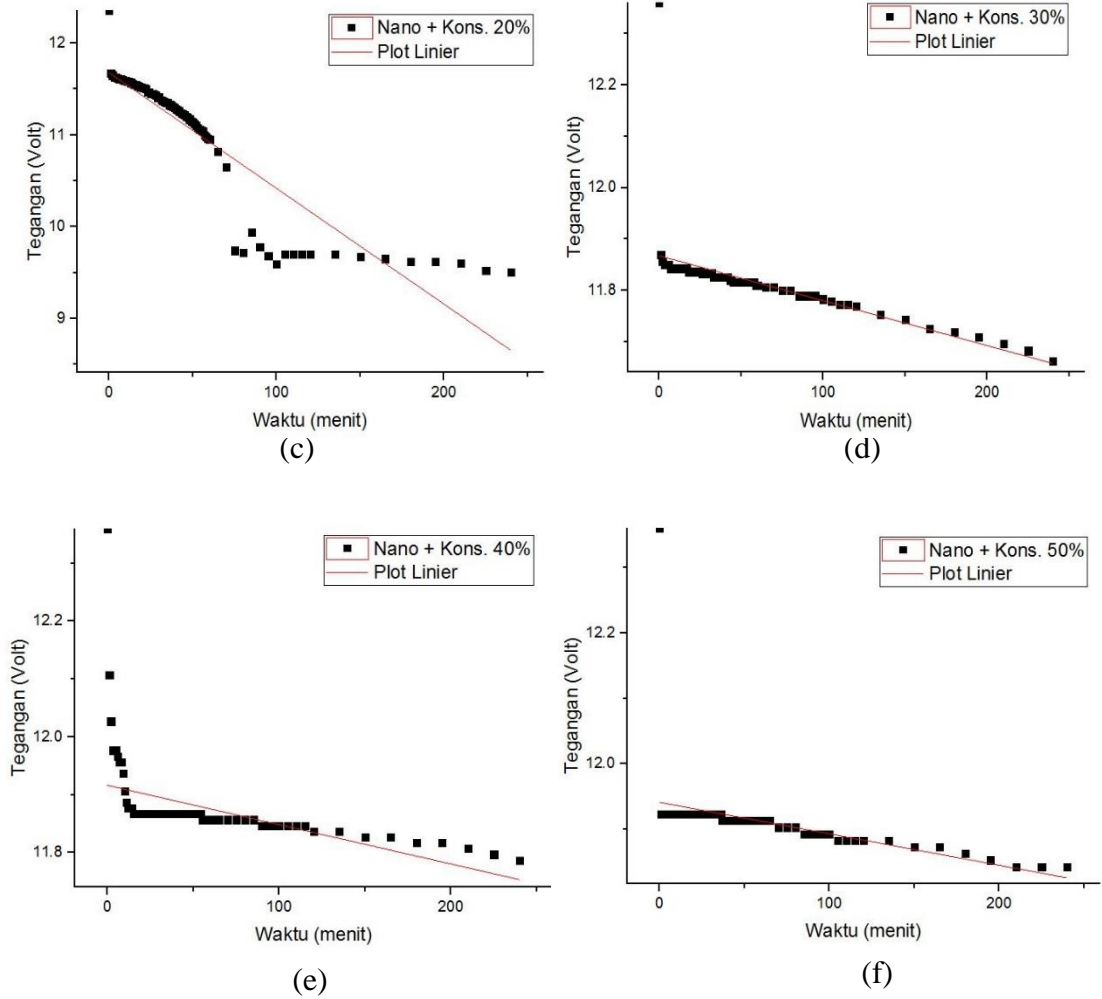 Nano + Kons. 20%
Plot Linier
12
11
10
9
Tegangan (Volt)
0
100
200
Waktu (menit)
(c)
Nano + Kons. 30%
Plot Linier
12.2
12.0
11.8
Tegangan (Volt)
0
100
200
Waktu (menit)
(d)
Nano + Kons. 40%
Plot Linier
12.2
12.0
11.8
Tegangan (Volt)
0
100
200
Waktu (menit)
(e)
Nano + Kons. 50%
Plot Linier
12.2
12.0
Tegangan (Volt)
0
100
200
Waktu (menit)
(f)